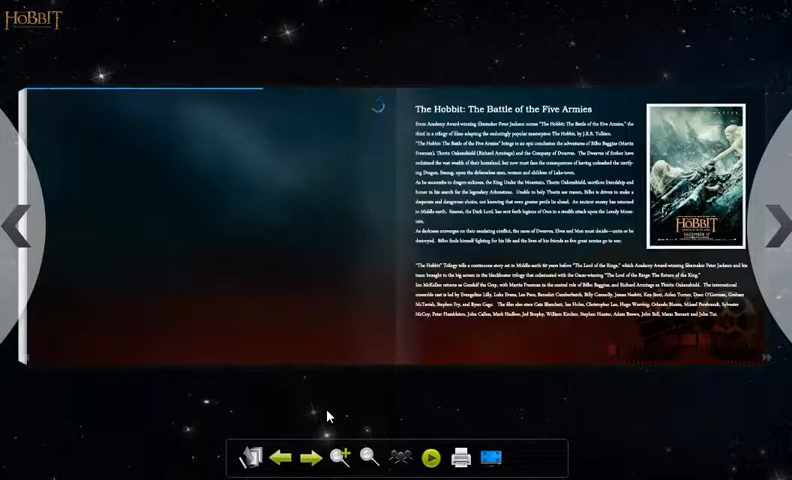 THE HOBBIT
The Hobbit: The Battle of the Five Armies
From Academy Award-winning filmmaker Peter Jackson comes "The Hobbit: The Battle of the Five Armies," the
third in a trilogy of films adapting the enduringly popular masterpiece The Hobbit, by J.R.R. Tolkien.
"The Hobbit: The Battle of the Five Armies" brings to an epic conclusion the adventures of Bilbo Baggins (Martin
Freeman), Thorin Oakenshield (Richard Armitage) and the Company of Dwarves. The Dwarves of Erebor have
reclaimed the vast wealth of their homeland, but now must face the consequences of having unleashed the terrify-
ing Dragon, Smaug, upon the defenseless men, women and children of Lake-town.
As he succumbs to dragon-sickness, the King Under the Mountain, Thorin Oakenshield, sacrifices friendship and
honor in his search for the legendary Arkenstone. Unable to help Thorin see reason, Bilbo is driven to make a
desperate and dangerous choice, not knowing that even greater perils lie ahead. An ancient enemy has returned
to Middle-earth. Sauron, the Dark Lord, has sent forth legions of Orcs in a stealth attack upon the Lonely Moun-
tain.
As darkness converges on their escalating conflict, the races of Dwarves, Elves and Men must decide—unite or be
destroyed. Bilbo finds himself fighting for his life and the lives of his friends as five great armies go to war.
THE HOBBIT
DECEMBER 17
"The Hobbit" Trilogy tells a continuous story set in Middle-earth 60 years before "The Lord of the Rings," which Academy Award-winning filmmaker Peter Jackson and his
team brought to the big screen in the blockbuster trilogy that culminated with the Oscar-winning "The Lord of the Rings: The Return of the King."
Ian McKellen returns as Gandalf the Grey, with Martin Freeman in the central role of Bilbo Baggins, and Richard Armitage as Thorin Oakenshield. The international
ensemble cast is led by Evangeline Lilly, Luke Evans, Lee Pace, Benedict Cumberbatch, Billy Connolly, James Nesbitt, Ken Stott, Aidan Turner, Dean O'Gorman, Graham
McTavish, Stephen Fry, and Ryan Gage. The film also stars Cate Blanchett, Ian Holm, Christopher Lee, Hugo Weaving, Orlando Bloom, Mikael Persbrandt, Sylvester
McCoy, Peter Hambleton, John Callen, Mark Hadlow, Jed Brophy, William Kircher, Stephen Hunter, Adam Brown, John Bell, Manu Bennett and John Tui.